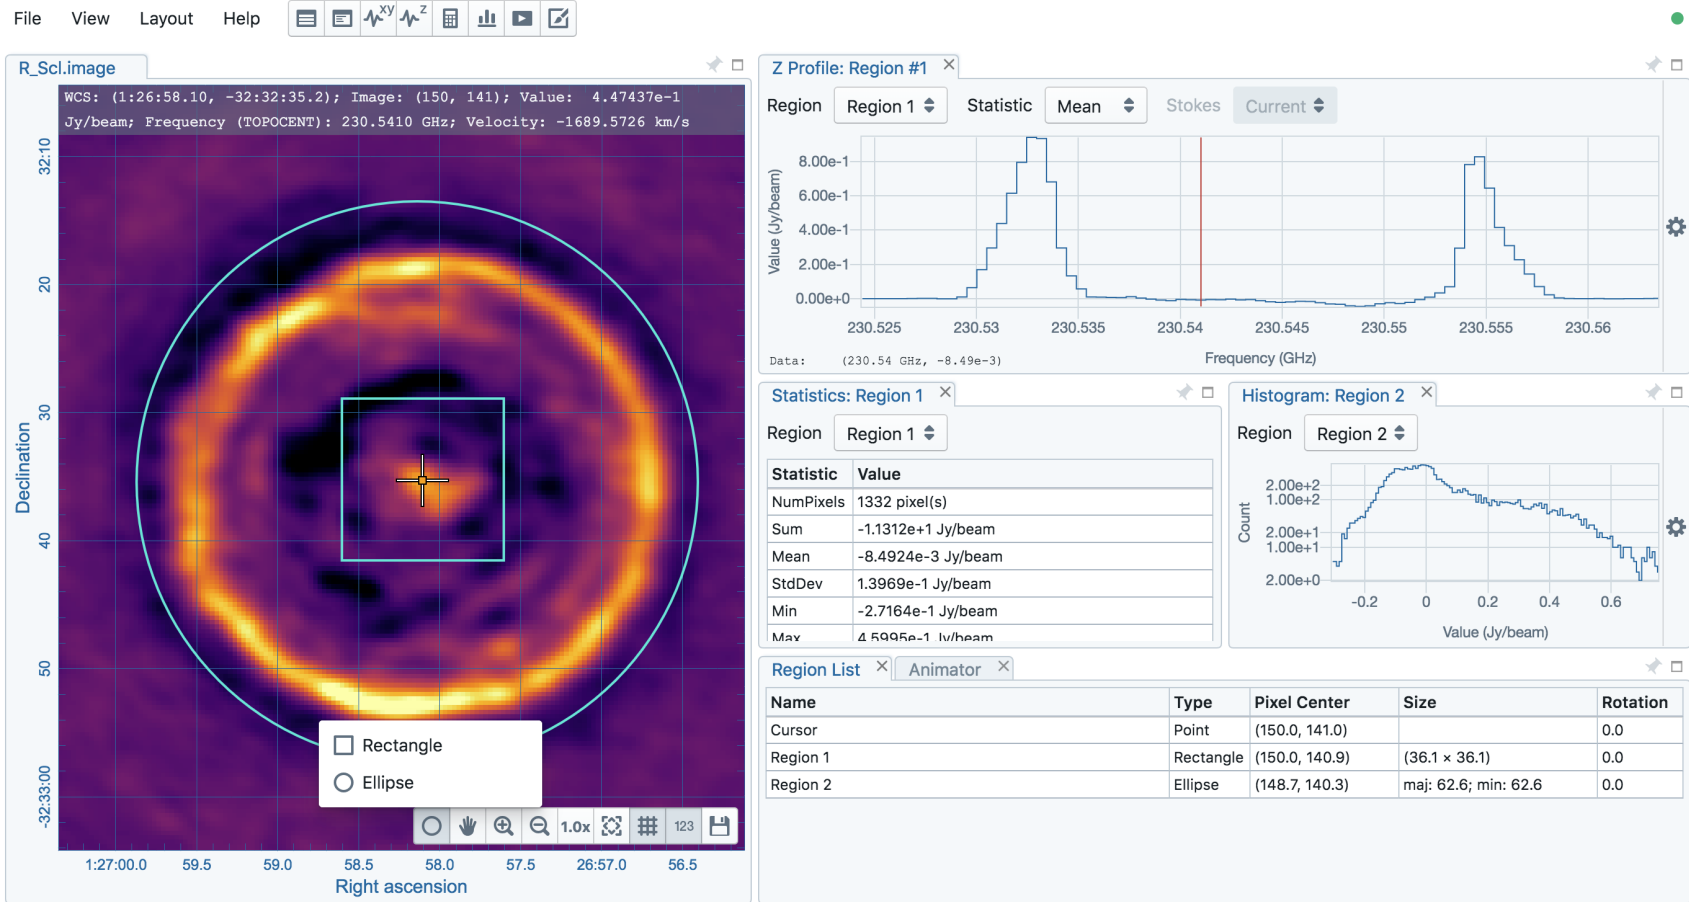 File View Layout Help
xy z
R_Scl.image
WCS: (1:26:58.10, -32:32:35.2); Image: (150, 141); Value:  4.47437e-1
Jy/beam; Frequency (TOPOCENT): 230.5410 GHz; Velocity: -1689.5726 km/s
Declination
32:10
20
30
40
50
-32:33:00
Rectangle
Ellipse
1.0x 123
1:27:00.0 59.5 59.0 58.5 58.0 57.5 26:57.0 56.5
Right ascension
Z Profile: Region #1
Region Region 1 Statistic Mean Stokes Current
Value (Jy/beam)
8.00e-1
6.00e-1
4.00e-1
2.00e-1
0.00e+0
230.525 230.53 230.535 230.54 230.545 230.55 230.555 230.56
Data: (230.54 GHz, -8.49e-3)
Frequency (GHz)
Statistics: Region 1
Region Region 1
Statistic Value
NumPixels 1332 pixel(s)
Sum -1.1312e+1 Jy/beam
Mean -8.4924e-3 Jy/beam
StdDev 1.3969e-1 Jy/beam
Min -2.7164e-1 Jy/beam
Max 4.5995e-1 Jy/beam
Histogram: Region 2
Region Region 2
Count
2.00e+2
1.00e+2
2.00e+1
1.00e+1
2.00e+0
-0.2 0 0.2 0.4 0.6
Value (Jy/beam)
Region List Animator
Name Type Pixel Center Size Rotation
Cursor Point (150.0, 141.0) 0.0
Region 1 Rectangle (150.0, 140.9) (36.1 × 36.1) 0.0
Region 2 Ellipse (148.7, 140.3) maj: 62.6; min: 62.6 0.0